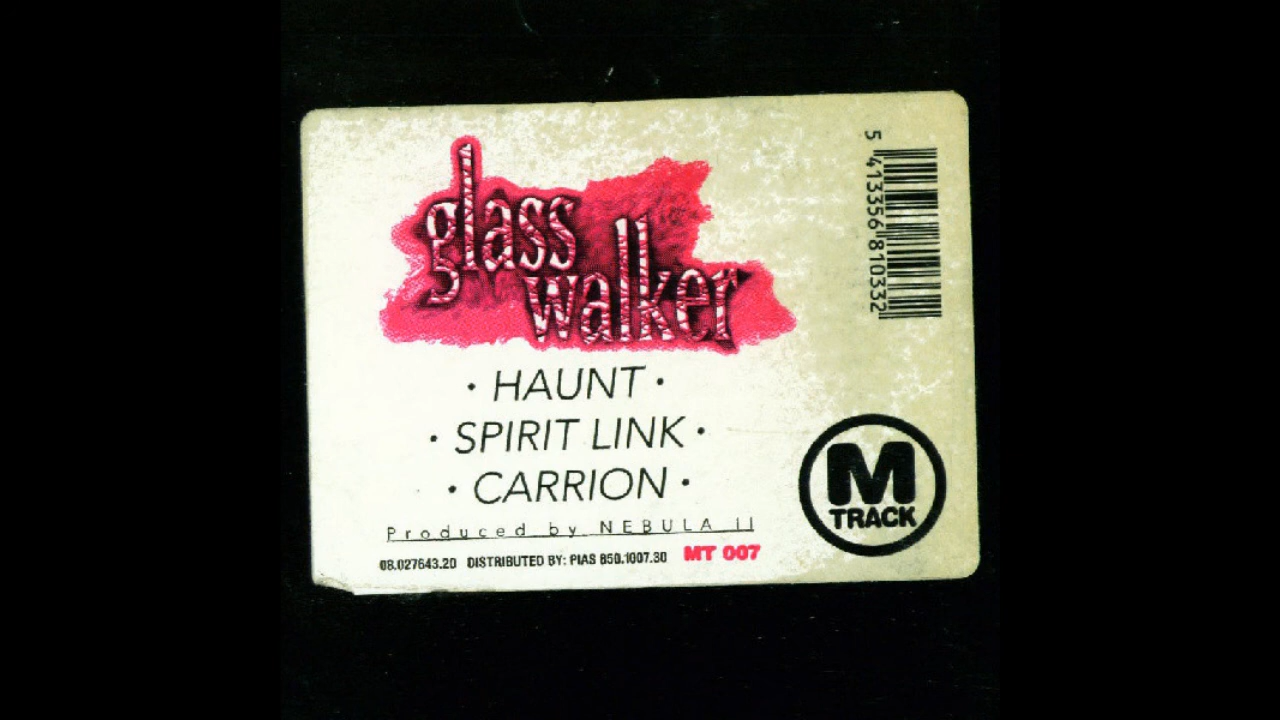 glass
walker
· HAUNT ·
· SPIRIT LINK ·
· CARRION ·
Produced by NEBULA II
08.027643.20 DISTRIBUTED BY: PIAS 850.1007.30 MT 007
5 413356 810332
M
TRACK